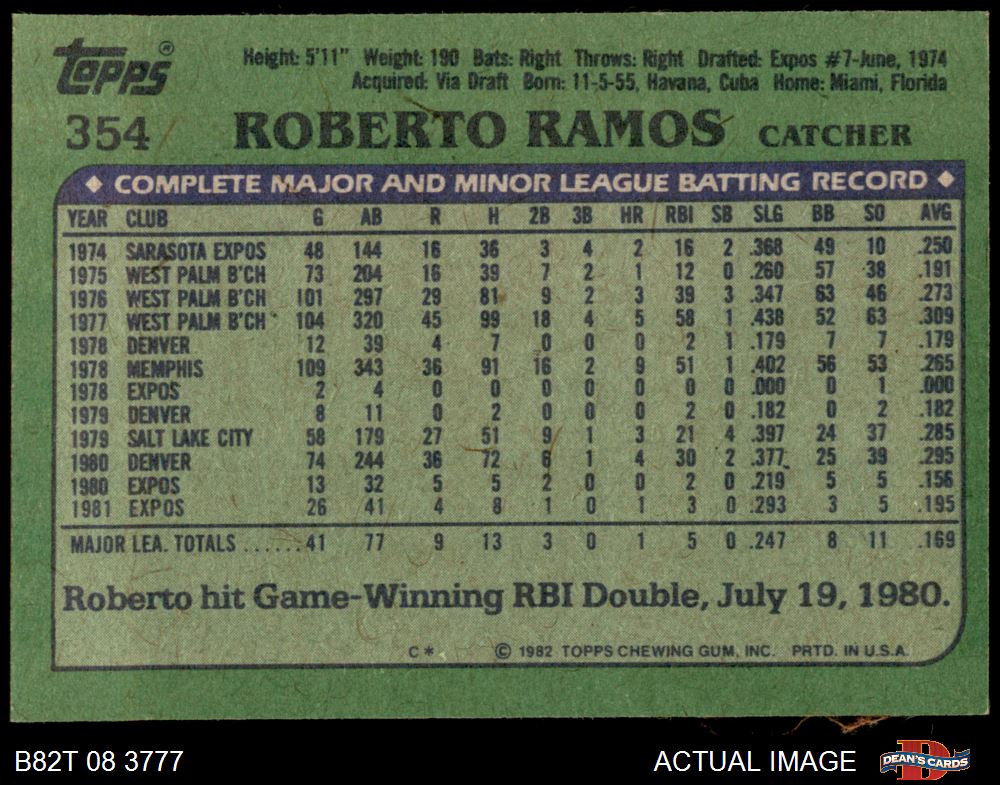 Topps®
Height: 5'11" Weight: 190 Bats: Right Throws: Right Drafted: Expos #7-June, 1974
Acquired: Via Draft Born: 11-5-55, Havana, Cuba Home: Miami, Florida
354 ROBERTO RAMOS CATCHER
◆ COMPLETE MAJOR AND MINOR LEAGUE BATTING RECORD ◆
YEAR CLUB G AB R H 2B 3B HR RBI SB SLG BB SO AVG
1974 SARASOTA EXPOS 48 144 16 36 3 4 2 16 2 .368 49 10 .250
1975 WEST PALM B'CH 73 204 16 39 7 2 1 12 0 .260 57 38 .191
1976 WEST PALM B'CH 101 297 29 81 9 2 3 39 3 .347 63 46 .273
1977 WEST PALM B'CH 104 320 45 99 18 4 5 58 1 .438 52 63 .309
1978 DENVER 12 39 4 7 0 0 0 2 1 .179 7 7 .179
1978 MEMPHIS 109 343 36 91 16 2 9 51 1 .402 56 53 .265
1978 EXPOS 2 4 0 0 0 0 0 0 0 .000 0 1 .000
1979 DENVER 8 11 0 2 0 0 0 2 0 .182 0 2 .182
1979 SALT LAKE CITY 58 179 27 51 9 1 3 21 4 .397 24 37 .285
1980 DENVER 74 244 36 72 6 1 4 30 2 .377 25 39 .295
1980 EXPOS 13 32 5 5 2 0 0 2 0 .219 5 5 .156
1981 EXPOS 26 41 4 8 1 0 1 3 0 .293 3 5 .195
MAJOR LEA. TOTALS ......41 77 9 13 3 0 1 5 0 .247 8 11 .169
Roberto hit Game-Winning RBI Double, July 19, 1980.
C* © 1982 TOPPS CHEWING GUM, INC. PRTD. IN U.S.A.
B82T 08 3777 ACTUAL IMAGE DEAN'S CARDS